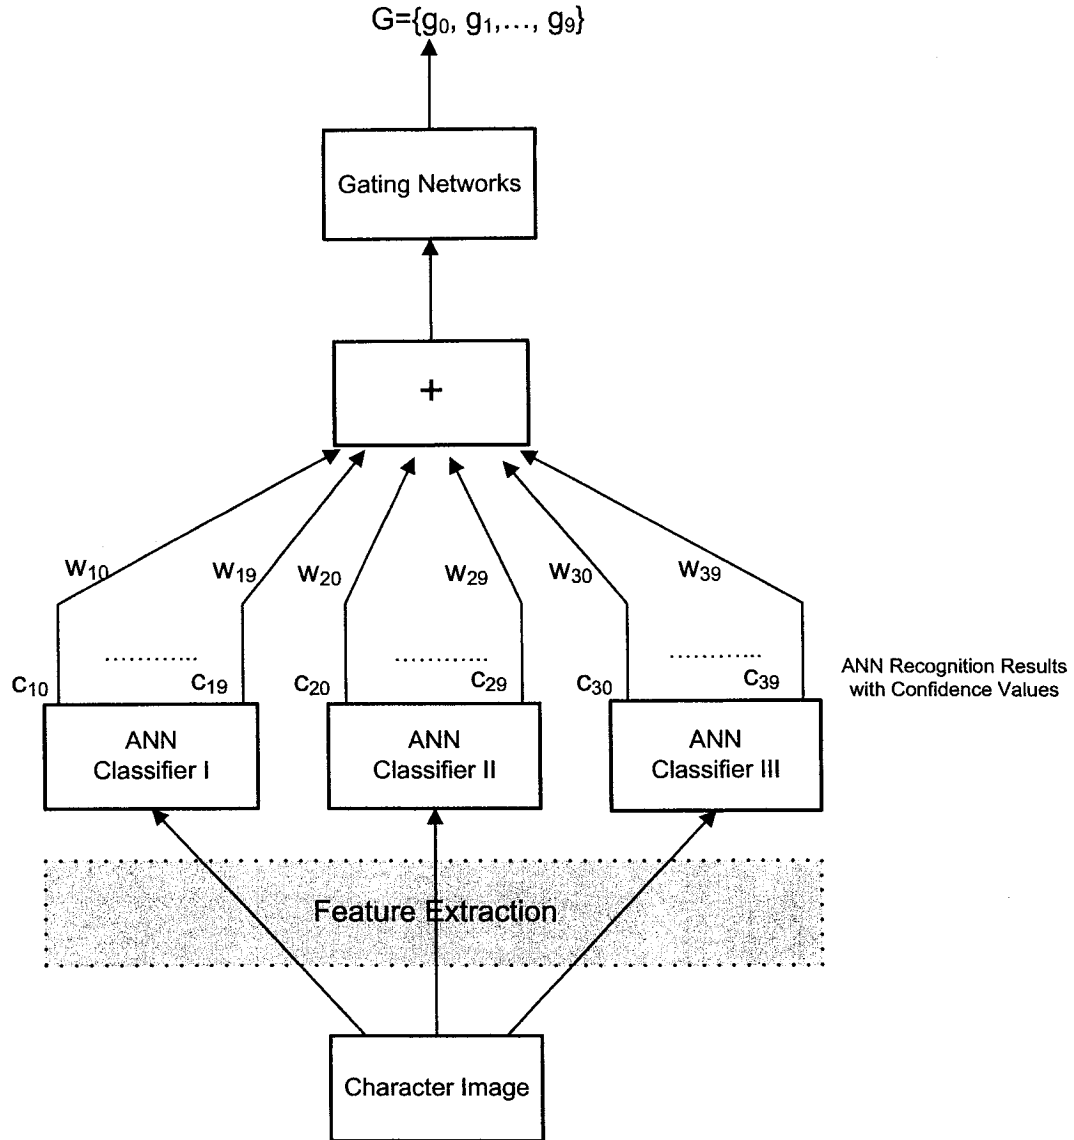 G={g₀, g₁,..., g₉}
Gating Networks
+
w₁₀ w₁₉ w₂₀ w₂₉ w₃₀ w₃₉
............ ............ ............
c₁₀ c₁₉ c₂₀ c₂₉ c₃₀ c₃₉
ANN Recognition Results
with Confidence Values
ANN
Classifier I
ANN
Classifier II
ANN
Classifier III
Feature Extraction
Character Image